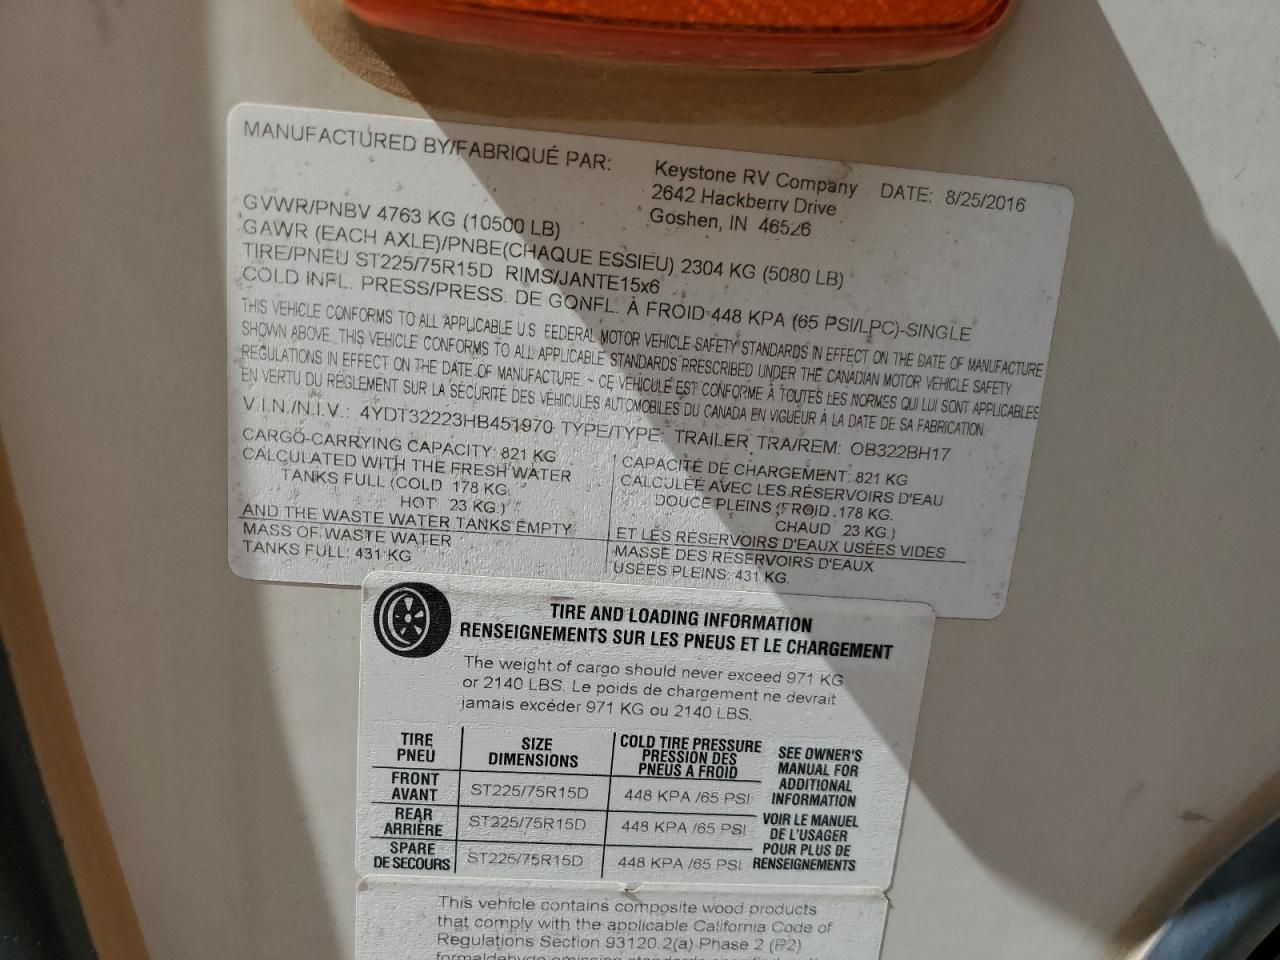 MANUFACTURED BY/FABRIQUÉ PAR: Keystone RV Company DATE: 8/25/2016
2642 Hackberry Drive
Goshen, IN 46526
GVWR/PNBV 4763 KG (10500 LB)
GAWR (EACH AXLE)/PNBE(CHAQUE ESSIEU) 2304 KG (5080 LB)
TIRE/PNEU ST225/75R15D RIMS/JANTE15x6
COLD INFL. PRESS/PRESS. DE GONFL. À FROID 448 KPA (65 PSI/LPC)-SINGLE
THIS VEHICLE CONFORMS TO ALL APPLICABLE U.S. FEDERAL MOTOR VEHICLE SAFETY STANDARDS IN EFFECT ON THE DATE OF MANUFACTURE
SHOWN ABOVE. THIS VEHICLE CONFORMS TO ALL APPLICABLE STANDARDS PRESCRIBED UNDER THE CANADIAN MOTOR VEHICLE SAFETY
REGULATIONS IN EFFECT ON THE DATE OF MANUFACTURE. ~ CE VÉHICULE EST CONFORME À TOUTES LES NORMES QUI LUI SONT APPLICABLES
EN VERTU DU RÈGLEMENT SUR LA SÉCURITÉ DES VÉHICULES AUTOMOBILES DU CANADA EN VIGUEUR À LA DATE DE SA FABRICATION.
V.I.N./N.I.V.: 4YDT32223HB451970 TYPE/TYPE: TRAILER TRA/REM: OB322BH17
CARGO-CARRYING CAPACITY: 821 KG
CALCULATED WITH THE FRESH WATER
TANKS FULL (COLD 178 KG.
HOT 23 KG.)
AND THE WASTE WATER TANKS EMPTY
MASS OF WASTE WATER
TANKS FULL: 431 KG
CAPACITÉ DE CHARGEMENT: 821 KG
CALCULÉE AVEC LES RÉSERVOIRS D'EAU
DOUCE PLEINS (FROID 178 KG.
CHAUD 23 KG.)
ET LES RÉSERVOIRS D'EAUX USÉES VIDES
MASSE DES RÉSERVOIRS D'EAUX
USÉES PLEINS: 431 KG.
TIRE AND LOADING INFORMATION
RENSEIGNEMENTS SUR LES PNEUS ET LE CHARGEMENT
The weight of cargo should never exceed 971 KG
or 2140 LBS. Le poids de chargement ne devrait
jamais excéder 971 KG ou 2140 LBS.
TIRE
PNEU
SIZE
DIMENSIONS
COLD TIRE PRESSURE
PRESSION DES
PNEUS A FROID
FRONT
AVANT
ST225/75R15D
448 KPA /65 PSI
REAR
ARRIÈRE
ST225/75R15D
448 KPA /65 PSI
SPARE
DE SECOURS
ST225/75R15D
448 KPA /65 PSI
SEE OWNER'S
MANUAL FOR
ADDITIONAL
INFORMATION
VOIR LE MANUEL
DE L'USAGER
POUR PLUS DE
RENSEIGNEMENTS
This vehicle contains composite wood products
that comply with the applicable California Code of
Regulations Section 93120.2(a) Phase 2 (P2)
formaldehyde emission standards